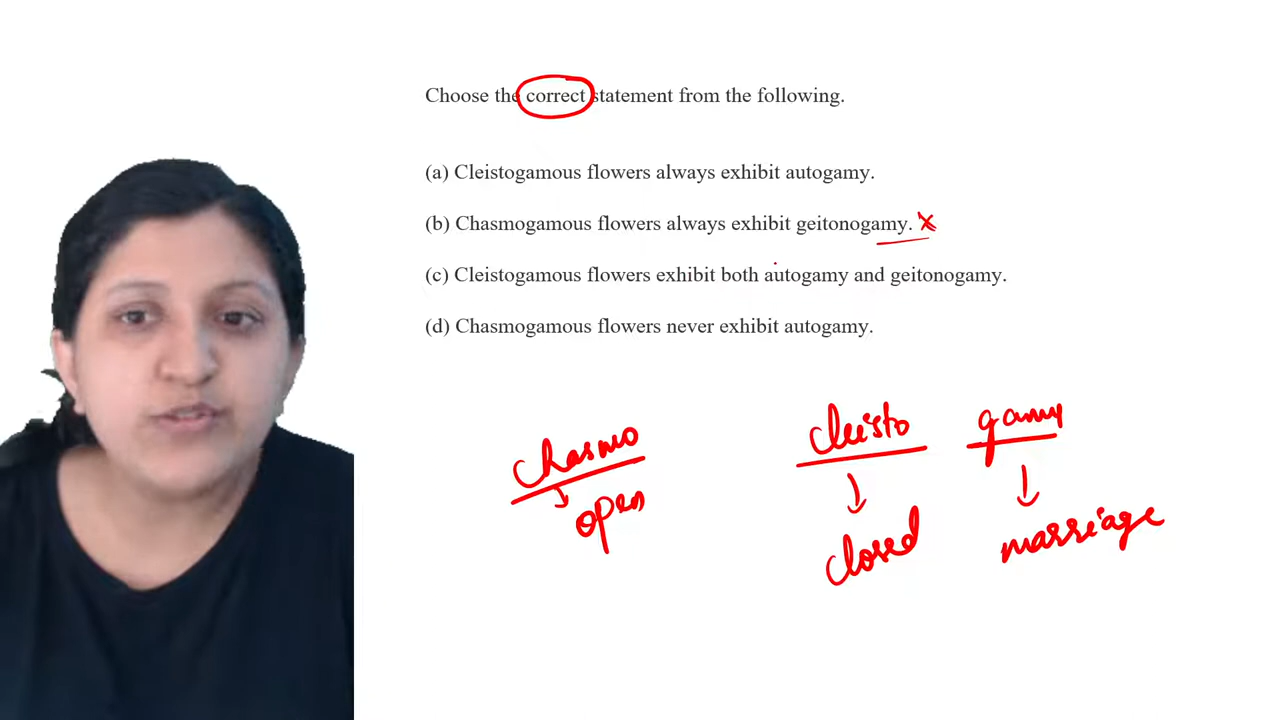 Choose the correct statement from the following.
(a) Cleistogamous flowers always exhibit autogamy.
(b) Chasmogamous flowers always exhibit geitonogamy. ✗
(c) Cleistogamous flowers exhibit both autogamy and geitonogamy.
(d) Chasmogamous flowers never exhibit autogamy.
chasmo cleisto gamy
open closed marriage